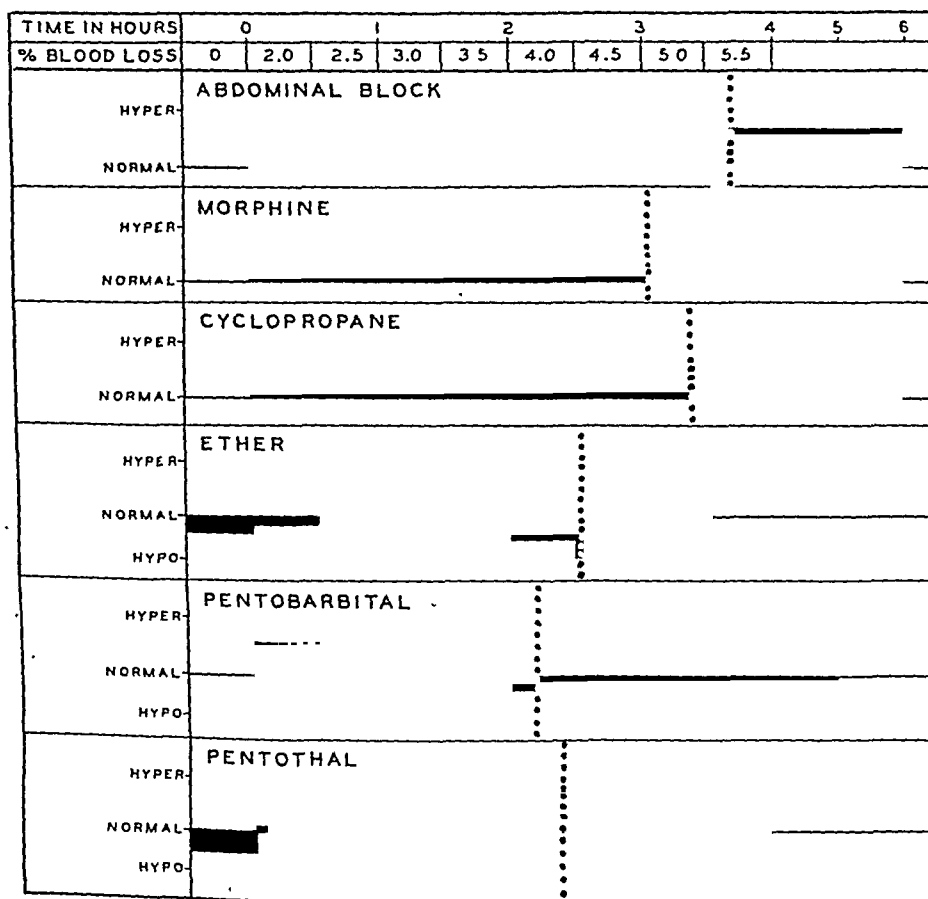 TIME IN HOURS 0 1 2 3 4 5 6
% BLOOD LOSS 0 2.0 2.5 3.0 3 5 4.0 4.5 5 0 5.5
ABDOMINAL BLOCK
HYPER
NORMAL
MORPHINE
HYPER
NORMAL
CYCLOPROPANE
HYPER
NORMAL
ETHER
HYPER
NORMAL
HYPO
PENTOBARBITAL
HYPER
NORMAL
HYPO
PENTOTHAL
HYPER
NORMAL
HYPO